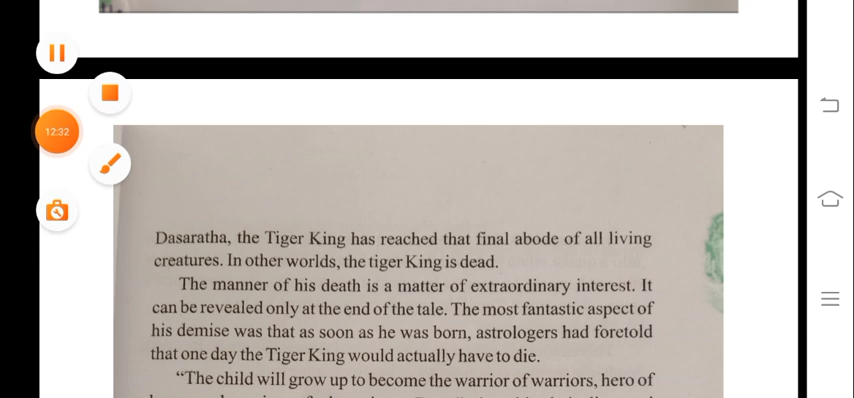 12:32
Dasaratha, the Tiger King has reached that final abode of all living
creatures. In other worlds, the tiger King is dead.
The manner of his death is a matter of extraordinary interest. It
can be revealed only at the end of the tale. The most fantastic aspect of
his demise was that as soon as he was born, astrologers had foretold
that one day the Tiger King would actually have to die.
“The child will grow up to become the warrior of warriors, hero of